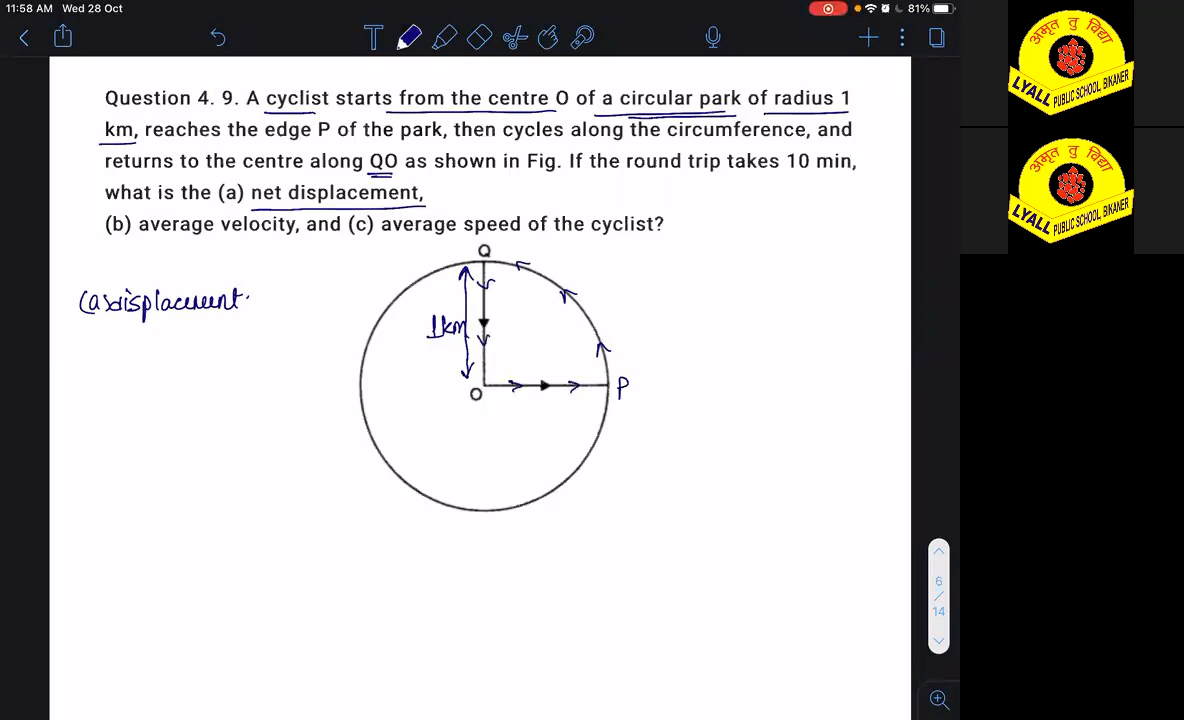 11:58 AM Wed 28 Oct
81%
Question 4. 9. A cyclist starts from the centre O of a circular park of radius 1
km, reaches the edge P of the park, then cycles along the circumference, and
returns to the centre along QO as shown in Fig. If the round trip takes 10 min,
what is the (a) net displacement,
(b) average velocity, and (c) average speed of the cyclist?
Q
(a) displacement
1km
O
P
6
/
14
अमृतं तु विद्या
LYALL PUBLIC SCHOOL BIKANER
अमृतं तु विद्या
LYALL PUBLIC SCHOOL BIKANER